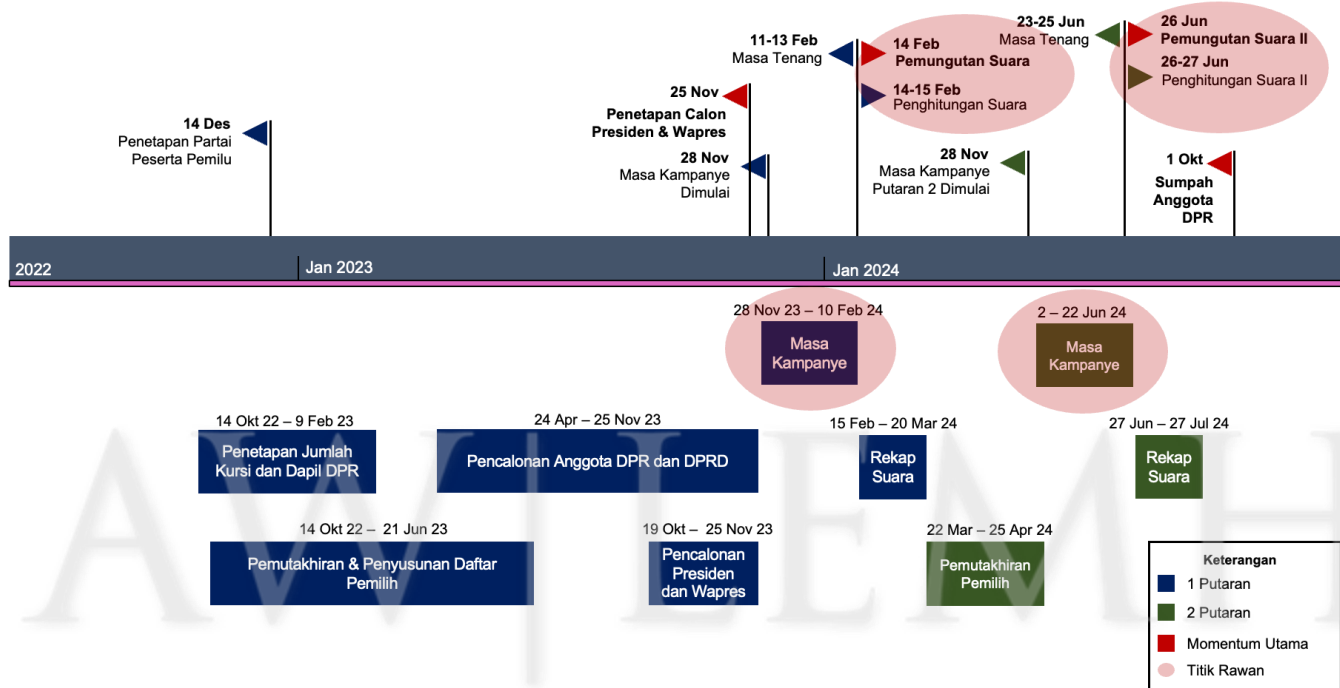 14 Des
Penetapan Partai
Peserta Pemilu
25 Nov
Penetapan Calon
Presiden & Wapres
28 Nov
Masa Kampanye
Dimulai
11-13 Feb
Masa Tenang
14 Feb
Pemungutan Suara
14-15 Feb
Penghitungan Suara
28 Nov
Masa Kampanye
Putaran 2 Dimulai
23-25 Jun
Masa Tenang
26 Jun
Pemungutan Suara II
26-27 Jun
Penghitungan Suara II
1 Okt
Sumpah
Anggota
DPR
2022
Jan 2023
Jan 2024
28 Nov 23 – 10 Feb 24
Masa
Kampanye
2 – 22 Jun 24
Masa
Kampanye
14 Okt 22 – 9 Feb 23
Penetapan Jumlah
Kursi dan Dapil DPR
24 Apr – 25 Nov 23
Pencalonan Anggota DPR dan DPRD
15 Feb – 20 Mar 24
Rekap
Suara
27 Jun – 27 Jul 24
Rekap
Suara
14 Okt 22 – 21 Jun 23
Pemutakhiran & Penyusunan Daftar
Pemilih
19 Okt – 25 Nov 23
Pencalonan
Presiden
dan Wapres
22 Mar – 25 Apr 24
Pemutakhiran
Pemilih
Keterangan
1 Putaran
2 Putaran
Momentum Utama
Titik Rawan
AW | LEMH